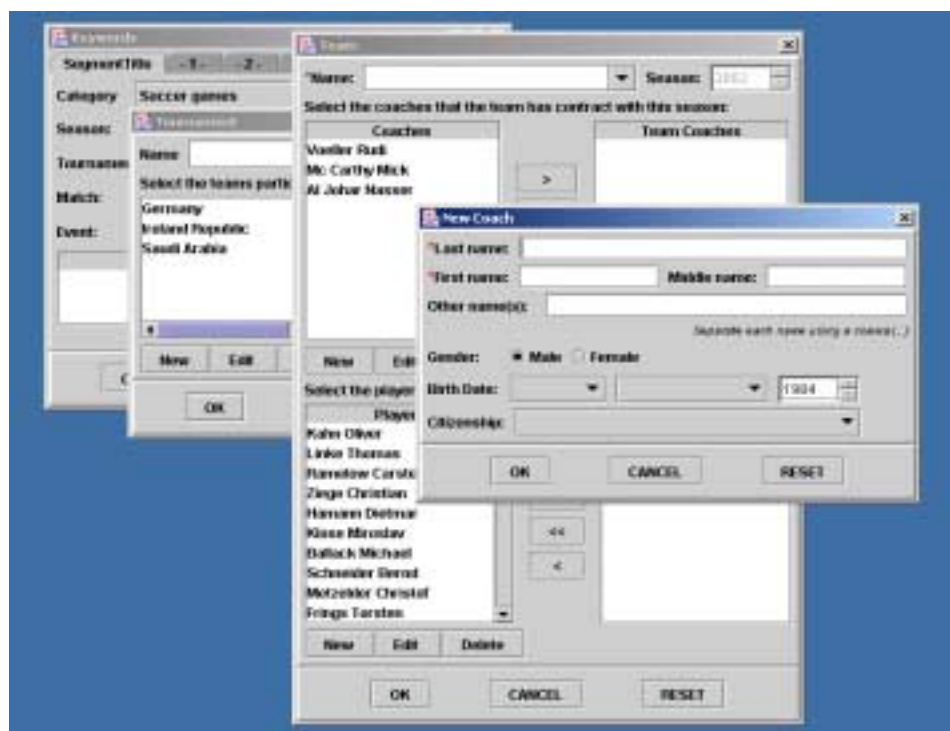 Keywords
SegmentTitle - 1 - - 2 -
Category Soccer games
Season:
Tournamen
Match:
Event:
Tournament
Name
Select the teams parti
Germany
Ireland Republic
Saudi Arabia
New Edit
OK
Team
*Name: Season: 2002
Select the coaches that the team has contract with this season:
Coaches Team Coaches
Voeller Rudi
Mc Carthy Mick
Al Johar Nasser
>
New Edit
Select the player
Player
Kahn Oliver
Linke Thomas
Ramelow Carste
Ziege Christian
Hamann Dietmar
Klose Miroslav
Ballack Michael
Schneider Bernd
Metzelder Christof
Frings Torsten
<<
<
New Edit Delete
OK CANCEL RESET
New Coach
*Last name:
*First name: Middle name:
Other name(s):
Separate each name using a comma(,)
Gender: Male Female
Birth Date: 1984
Citizenship:
OK CANCEL RESET